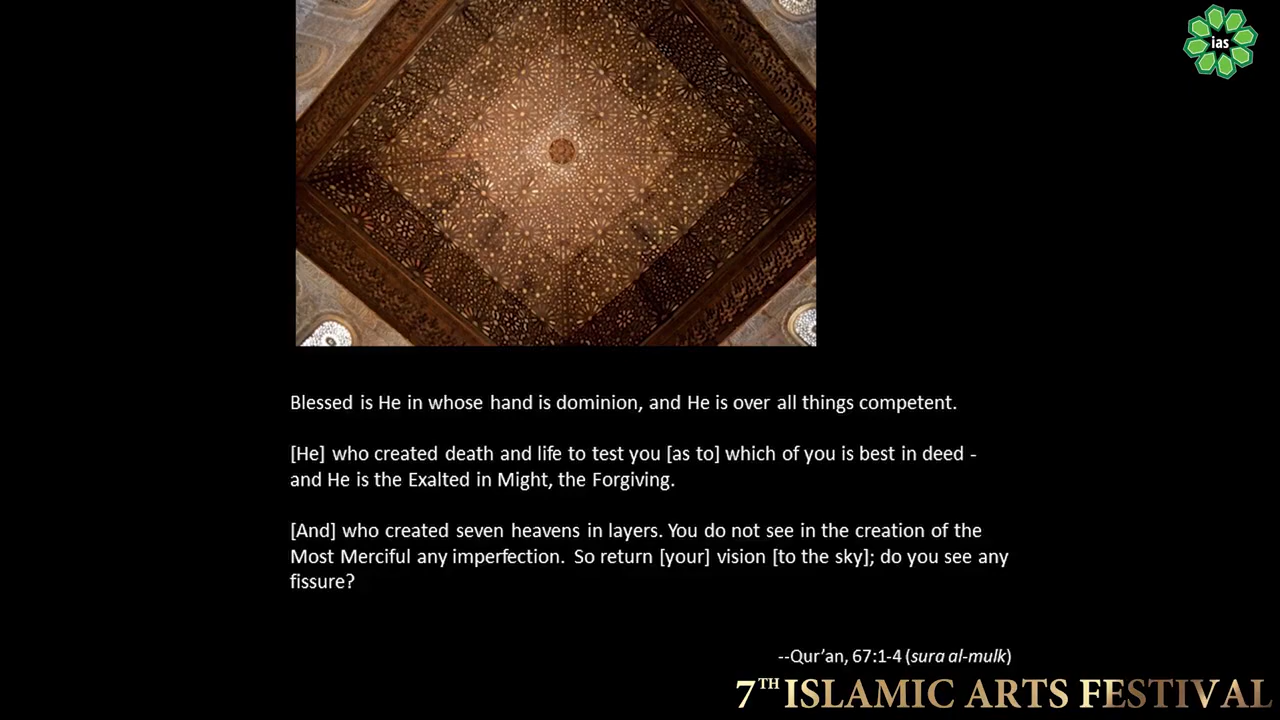 ias
Blessed is He in whose hand is dominion, and He is over all things competent.
[He] who created death and life to test you [as to] which of you is best in deed -
and He is the Exalted in Might, the Forgiving.
[And] who created seven heavens in layers. You do not see in the creation of the
Most Merciful any imperfection. So return [your] vision [to the sky]; do you see any
fissure?
--Qur’an, 67:1-4 (sura al-mulk)
7TH ISLAMIC ARTS FESTIVAL